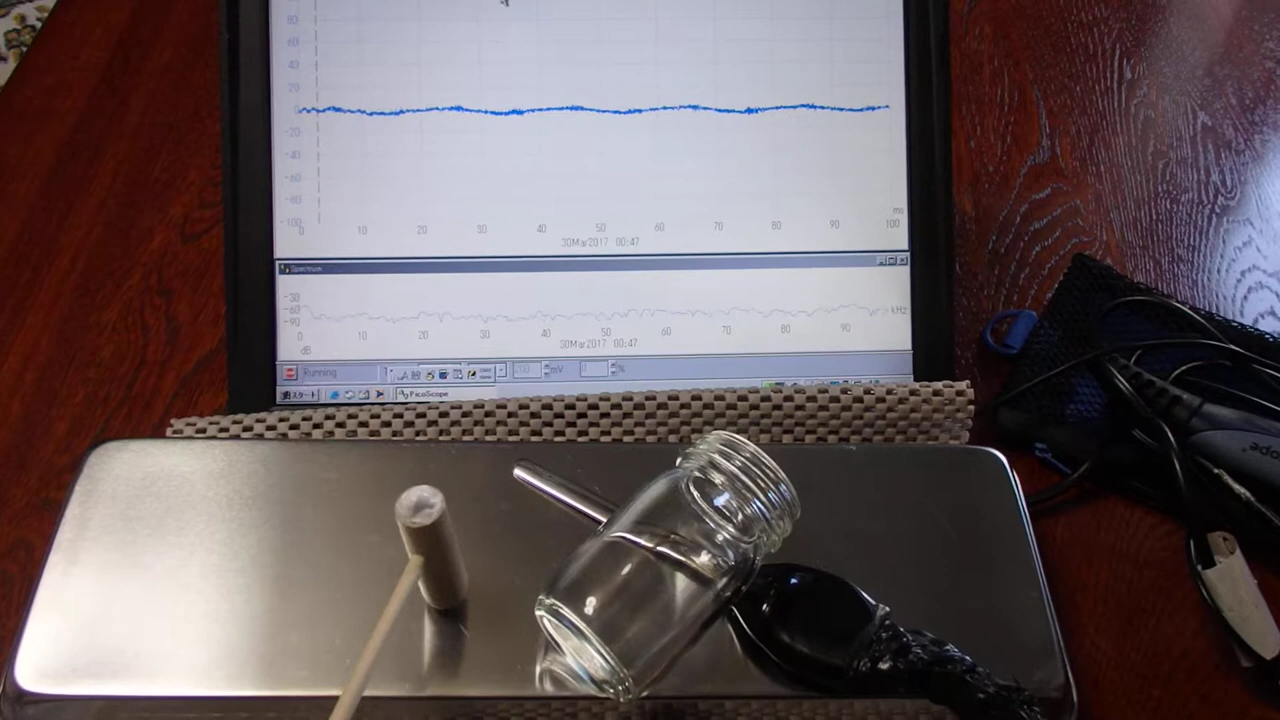 80
60
40
20
0
-20
-40
-60
-80
-100
0 10 20 30 40 50 60 70 80 90 100
ms
30Mar2017 00:47
Spectrum
-30
-60
-90
kHz
0 10 20 30 40 50 60 70 80 90
dB
30Mar2017 00:47
Running
mV
0
%
スタート
PicoScope